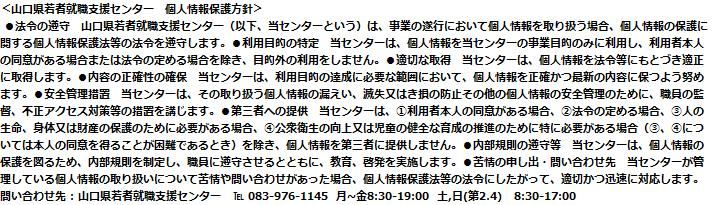 ＜山口県若者就職支援センター　個人情報保護方針＞
●法令の遵守　山口県若者就職支援センター（以下、当センターという）は、事業の遂行において個人情報を取り扱う場合、個人情報の保護に
関する個人情報保護法等の法令を遵守します。●利用目的の特定　当センターは、個人情報を当センターの事業目的のみに利用し、利用者本人
の同意がある場合または法令の定める場合を除き、目的外の利用をしません。●適切な取得　当センターは、個人情報を法令等にもとづき適正
に取得します。●内容の正確性の確保　当センターは、利用目的の達成に必要な範囲において、個人情報を正確かつ最新の内容に保つよう努め
ます。●安全管理措置　当センターは、その取り扱う個人情報の漏えい、滅失又はき損の防止その他の個人情報の安全管理のために、職員の監
督、不正アクセス対策等の措置を講じます。●第三者への提供　当センターは、①利用者本人の同意がある場合、②法令の定める場合、③人の
生命、身体又は財産の保護のために必要がある場合、④公衆衛生の向上又は児童の健全な育成の推進のために特に必要がある場合（③、④につ
いては本人の同意を得ることが困難であるとき）を除き、個人情報を第三者に提供しません。●内部規則の遵守等　当センターは、個人情報の
保護を図るため、内部規則を制定し、職員に遵守させるとともに、教育、啓発を実施します。●苦情の申し出・問い合わせ先　当センターが管
理している個人情報の取り扱いについて苦情や問い合わせがあった場合、個人情報保護法等の法令にしたがって、適切かつ迅速に対応します。
問い合わせ先：山口県若者就職支援センター　℡ 083-976-1145　月~金8:30-19:00　土,日(第2.4)　8:30-17:00